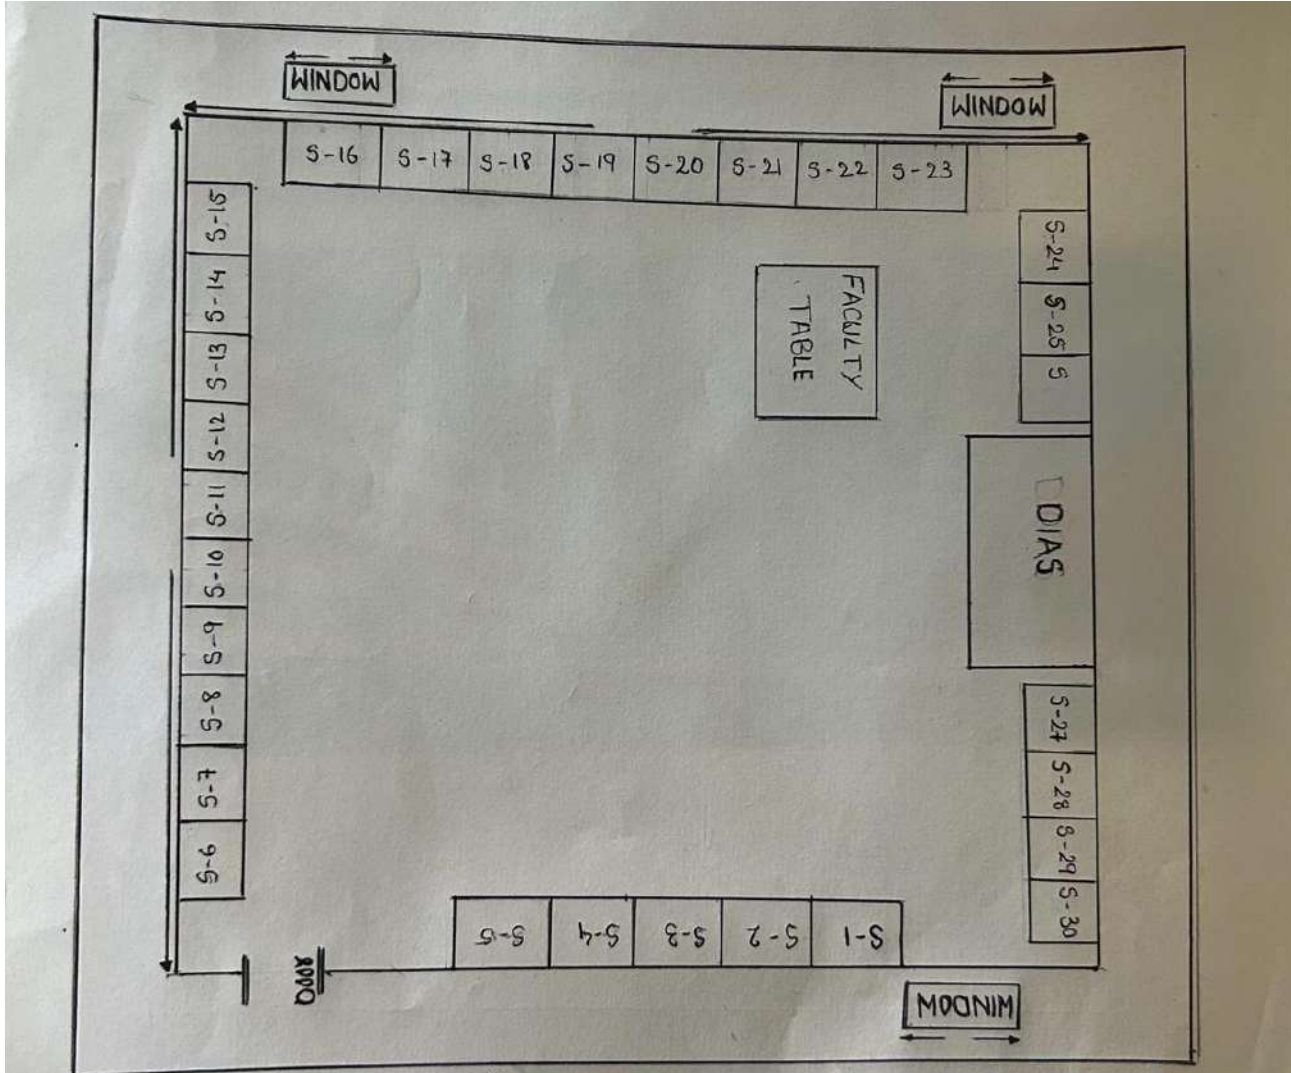 WINDOW
WINDOW
S-16
S-17
S-18
S-19
S-20
S-21
S-22
S-23
S-15
S-14
S-13
S-12
S-11
S-10
S-9
S-8
S-7
S-6
S-24
S-25
S
FACULTY
TABLE
DIAS
S-27
S-28
S-29
S-30
S-5
S-4
S-3
S-2
S-1
DOOR
WINDOW